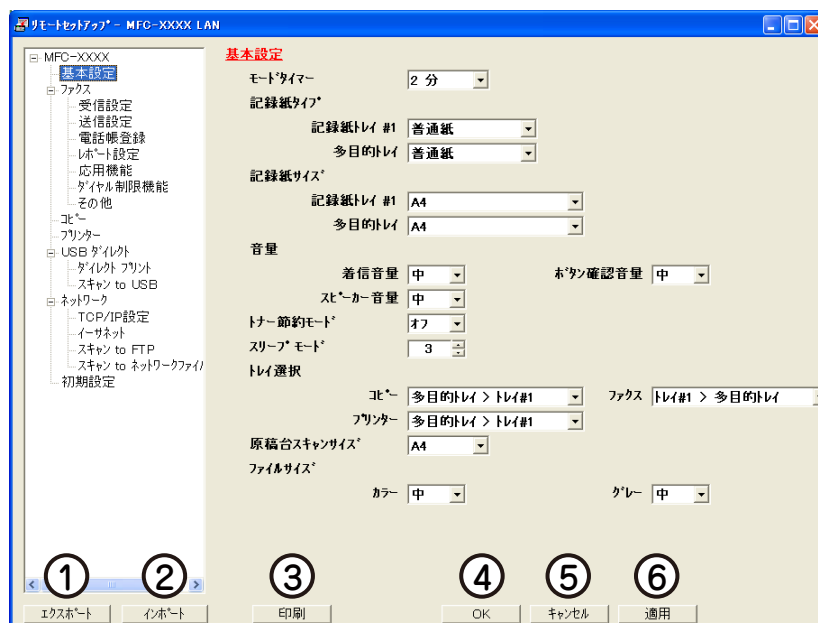 リモートセットアップ - MFC-XXXX LAN
MFC-XXXX
基本設定
ファクス
受信設定
送信設定
電話帳登録
レポート設定
応用機能
ダイヤル制限機能
その他
コピー
プリンター
USB ダイレクト
ダイレクト プリント
スキャン to USB
ネットワーク
TCP/IP設定
イーサネット
スキャン to FTP
スキャン to ネットワークファイル
初期設定
基本設定
モードタイマー 2 分
記録紙タイプ
記録紙トレイ #1 普通紙
多目的トレイ 普通紙
記録紙サイズ
記録紙トレイ #1 A4
多目的トレイ A4
音量
着信音量 中 ボタン確認音量 中
スピーカー音量 中
トナー節約モード オフ
スリープ モード 3
トレイ選択
コピー 多目的トレイ > トレイ#1 ファクス トレイ#1 > 多目的トレイ
プリンター 多目的トレイ > トレイ#1
原稿台スキャンサイズ A4
ファイルサイズ
カラー 中 グレー 中
① ② ③ ④ ⑤ ⑥
エクスポート インポート 印刷 OK キャンセル 適用